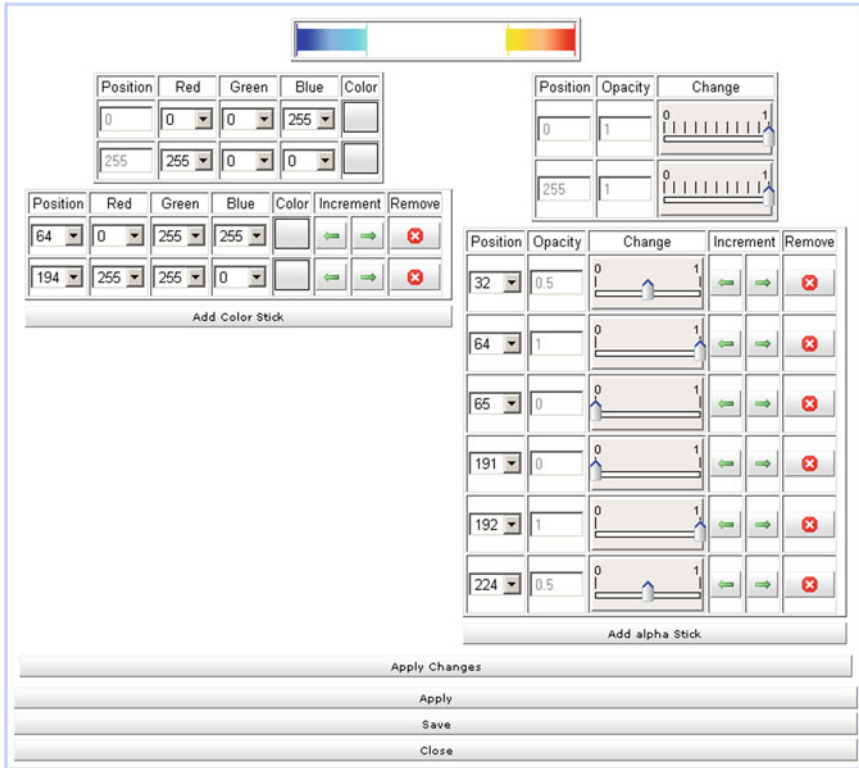 Position Red Green Blue Color
0 0 0 255
255 255 0 0
Position Red Green Blue Color Increment Remove
64 0 255 255
194 255 255 0
Add Color Stick
Position Opacity Change
0 1 0 1
255 1 0 1
Position Opacity Change Increment Remove
32 0.5 0 1
64 1 0 1
65 0 0 1
191 0 0 1
192 1 0 1
224 0.5 0 1
Add alpha Stick
Apply Changes
Apply
Save
Close